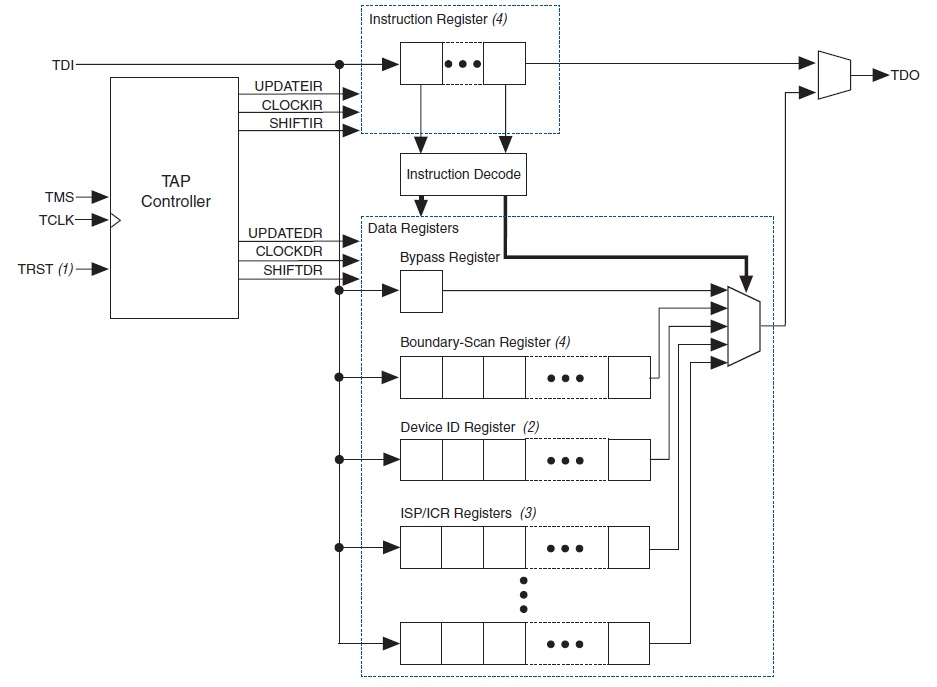 Instruction Register (4)
TDI
TDO
UPDATEIR
CLOCKIR
SHIFTIR
Instruction Decode
TAP
Controller
TMS
TCLK
TRST (1)
UPDATEDR
CLOCKDR
SHIFTDR
Data Registers
Bypass Register
Boundary-Scan Register (4)
Device ID Register (2)
ISP/ICR Registers (3)